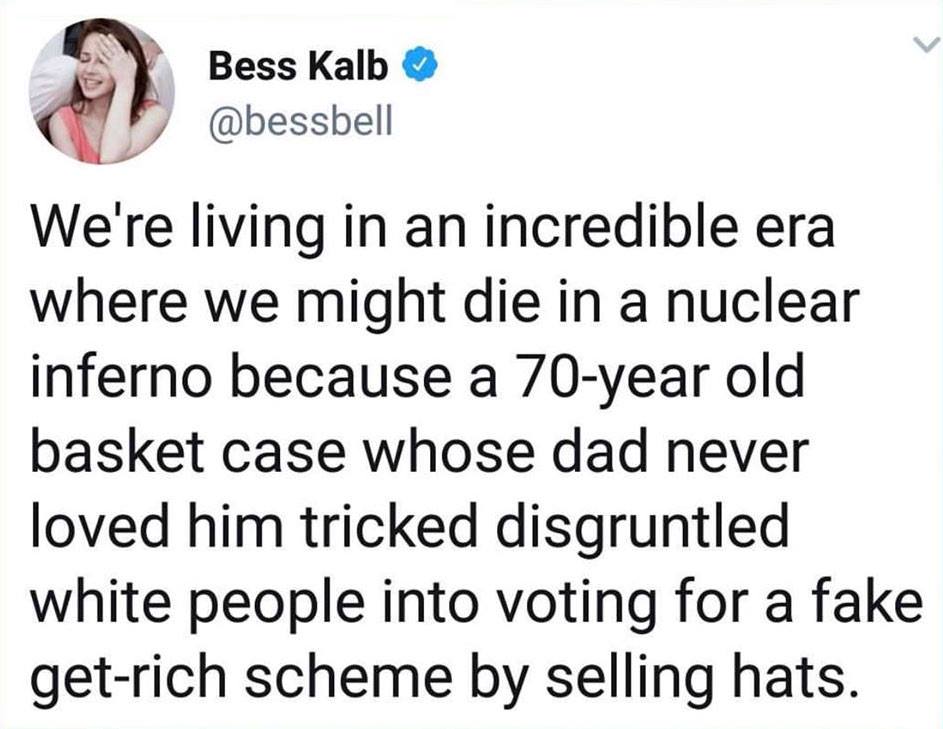 Bess Kalb
@bessbell
We're living in an incredible era
where we might die in a nuclear
inferno because a 70-year old
basket case whose dad never
loved him tricked disgruntled
white people into voting for a fake
get-rich scheme by selling hats.